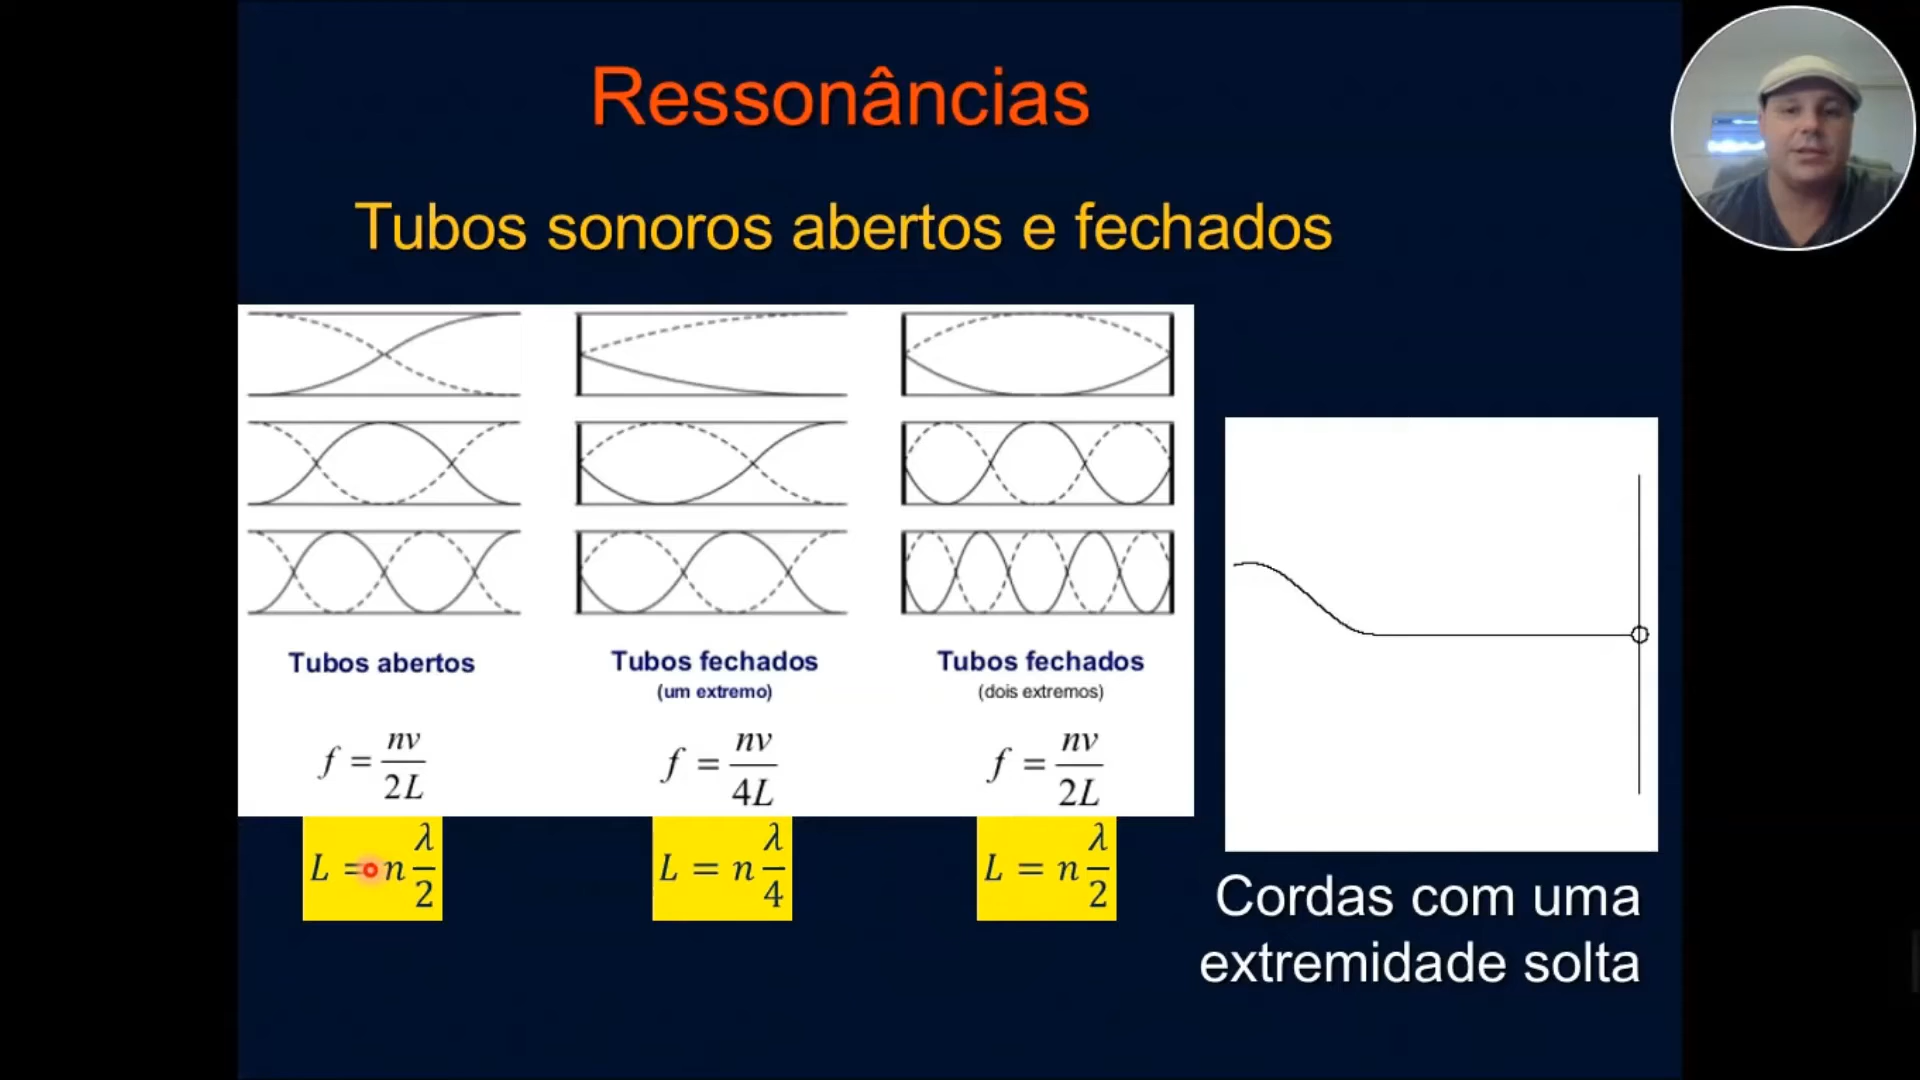 Ressonâncias
Tubos sonoros abertos e fechados
Tubos abertos
f = nv/2L
L = n λ/2
Tubos fechados
(um extremo)
f = nv/4L
L = n λ/4
Tubos fechados
(dois extremos)
f = nv/2L
L = n λ/2
Cordas com uma
extremidade solta